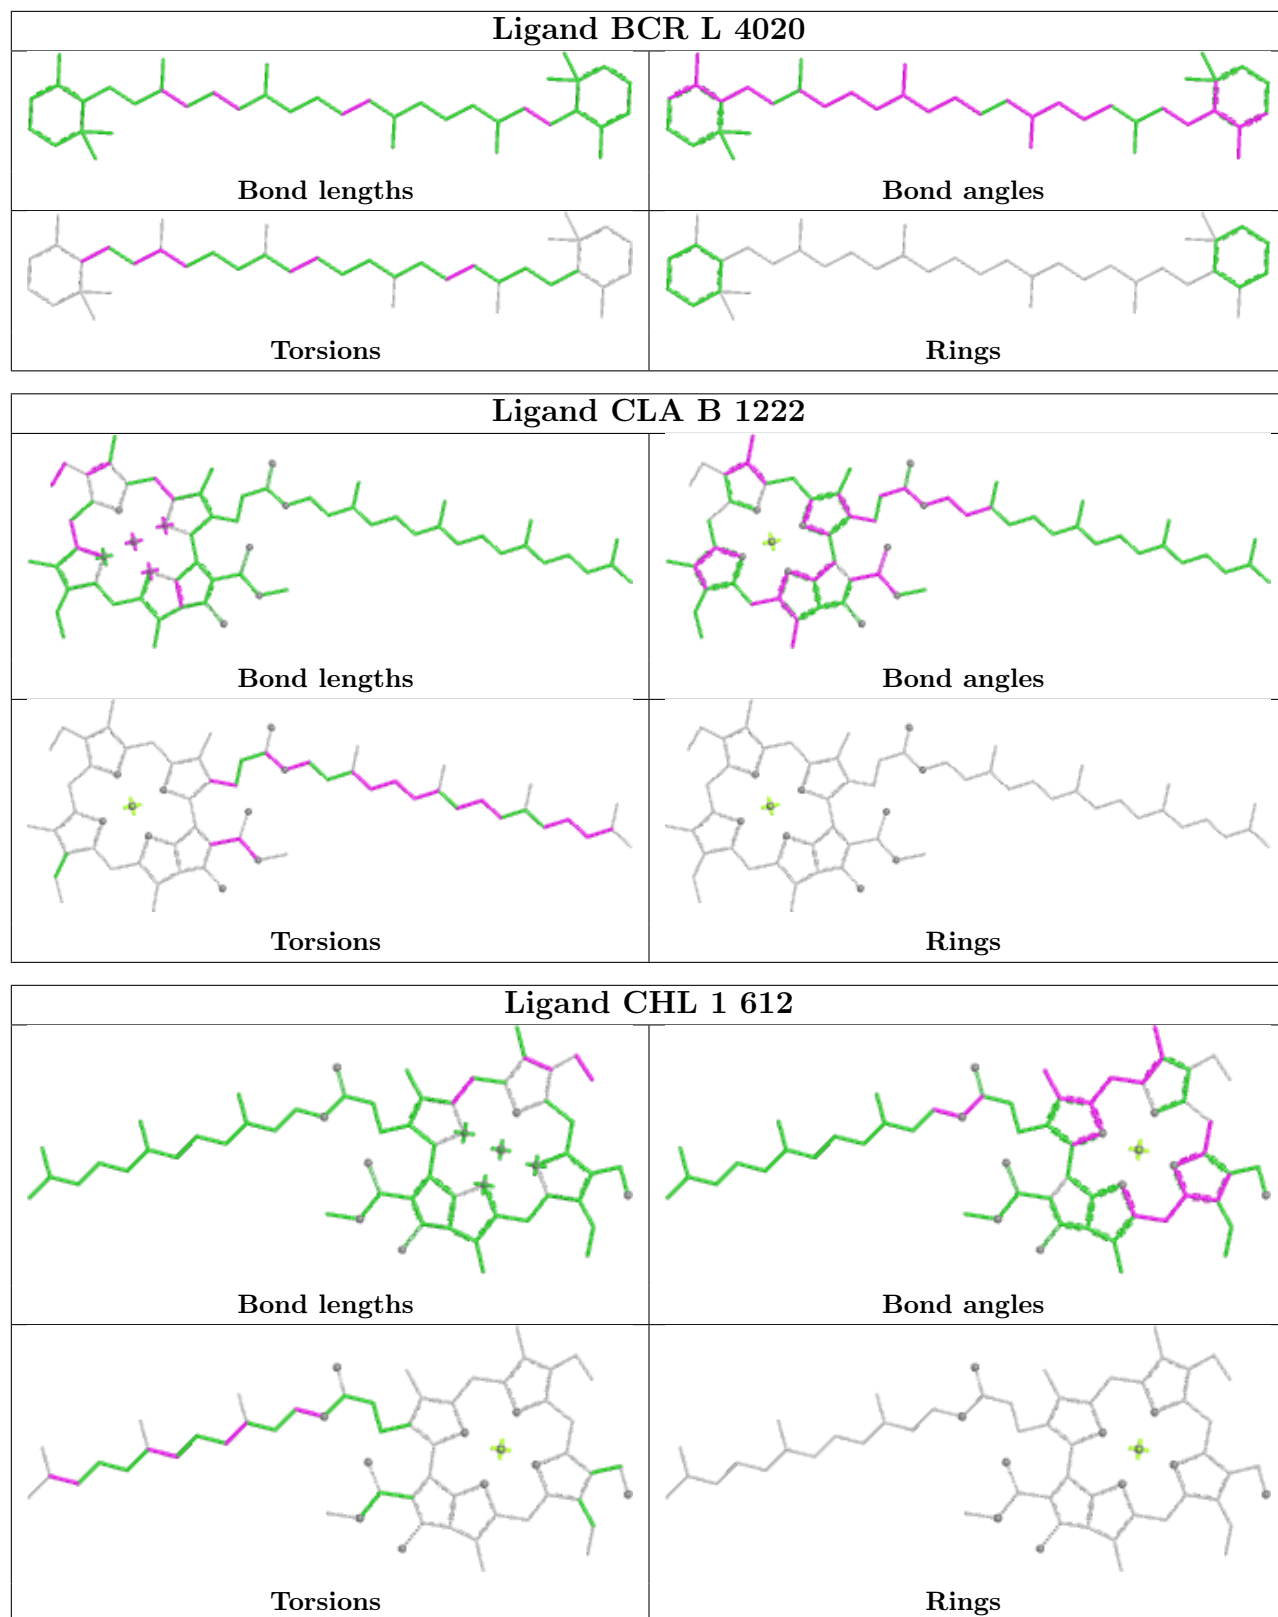 Ligand BCR L 4020
Bond lengths
Bond angles
Torsions
Rings
Ligand CLA B 1222
Bond lengths
Bond angles
Torsions
Rings
Ligand CHL 1 612
Bond lengths
Bond angles
Torsions
Rings